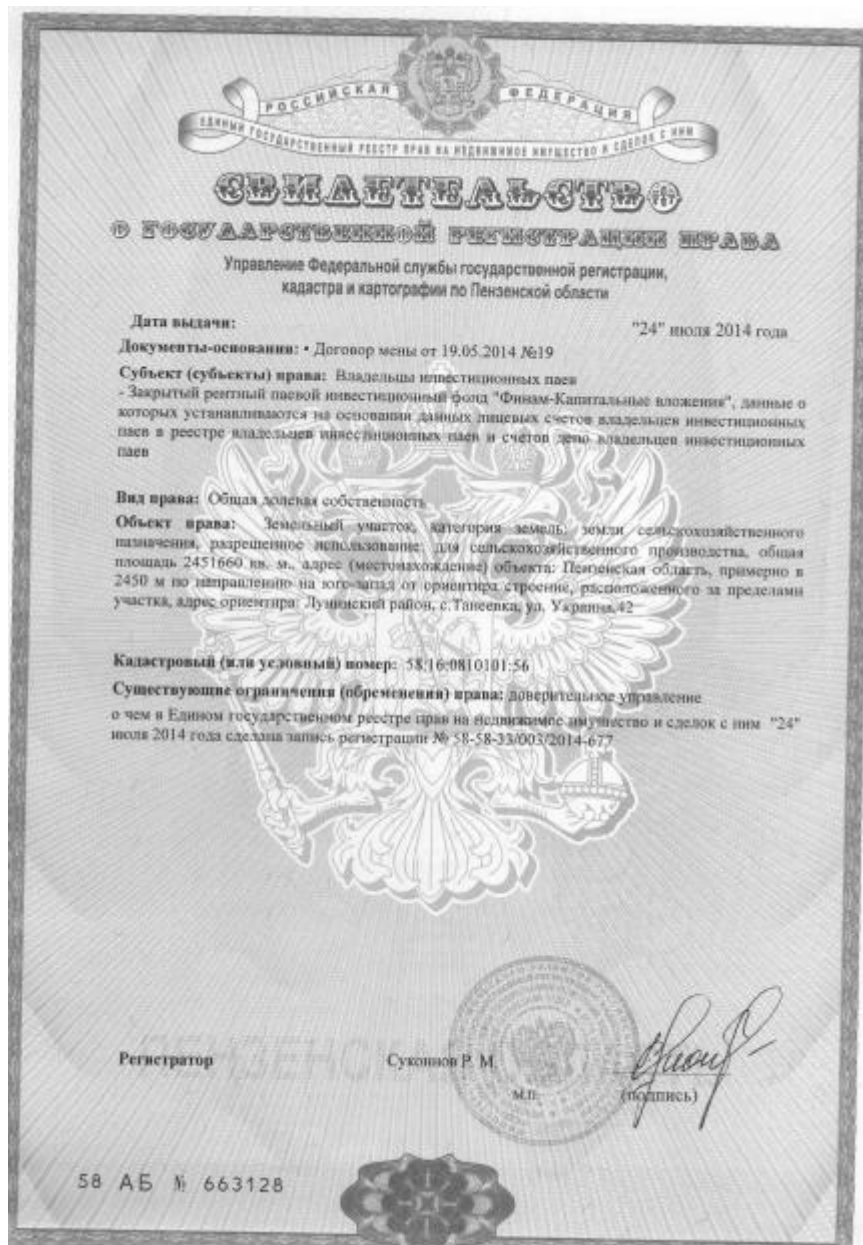 РОССИЙСКАЯ ФЕДЕРАЦИЯ
ЕДИНЫЙ ГОСУДАРСТВЕННЫЙ РЕЕСТР ПРАВ НА НЕДВИЖИМОЕ ИМУЩЕСТВО И СДЕЛОК С НИМ
СВИДЕТЕЛЬСТВО
О ГОСУДАРСТВЕННОЙ РЕГИСТРАЦИИ ПРАВА
Управление Федеральной службы государственной регистрации,
кадастра и картографии по Пензенской области
Дата выдачи: "24" июля 2014 года
Документы-основания: • Договор мены от 19.05.2014 №19
Субъект (субъекты) права: Владельцы инвестиционных паев
- Закрытый рентный паевой инвестиционный фонд "Финам-Капитальные вложения", данные о
которых устанавливаются на основании данных лицевых счетов владельцев инвестиционных
паев в реестре владельцев инвестиционных паев и счетов депо владельцев инвестиционных
паев
Вид права: Общая долевая собственность
Объект права: Земельный участок, категория земель: земли сельскохозяйственного
назначения, разрешенное использование: для сельскохозяйственного производства, общая
площадь 2451660 кв. м., адрес (местонахождение) объекта: Пензенская область, примерно в
2450 м по направлению на юго-запад от ориентира строение, расположенного за пределами
участка, адрес ориентира: Лунинский район, с.Танеевка, ул. Украина,42
Кадастровый (или условный) номер: 58:16:0810101:56
Существующие ограничения (обременения) права: доверительное управление
о чем в Едином государственном реестре прав на недвижимое имущество и сделок с ним "24"
июля 2014 года сделана запись регистрации № 58-58-33/003/2014-677
Регистратор Суконнов Р. М.
м.п. (подпись)
58 АБ № 663128